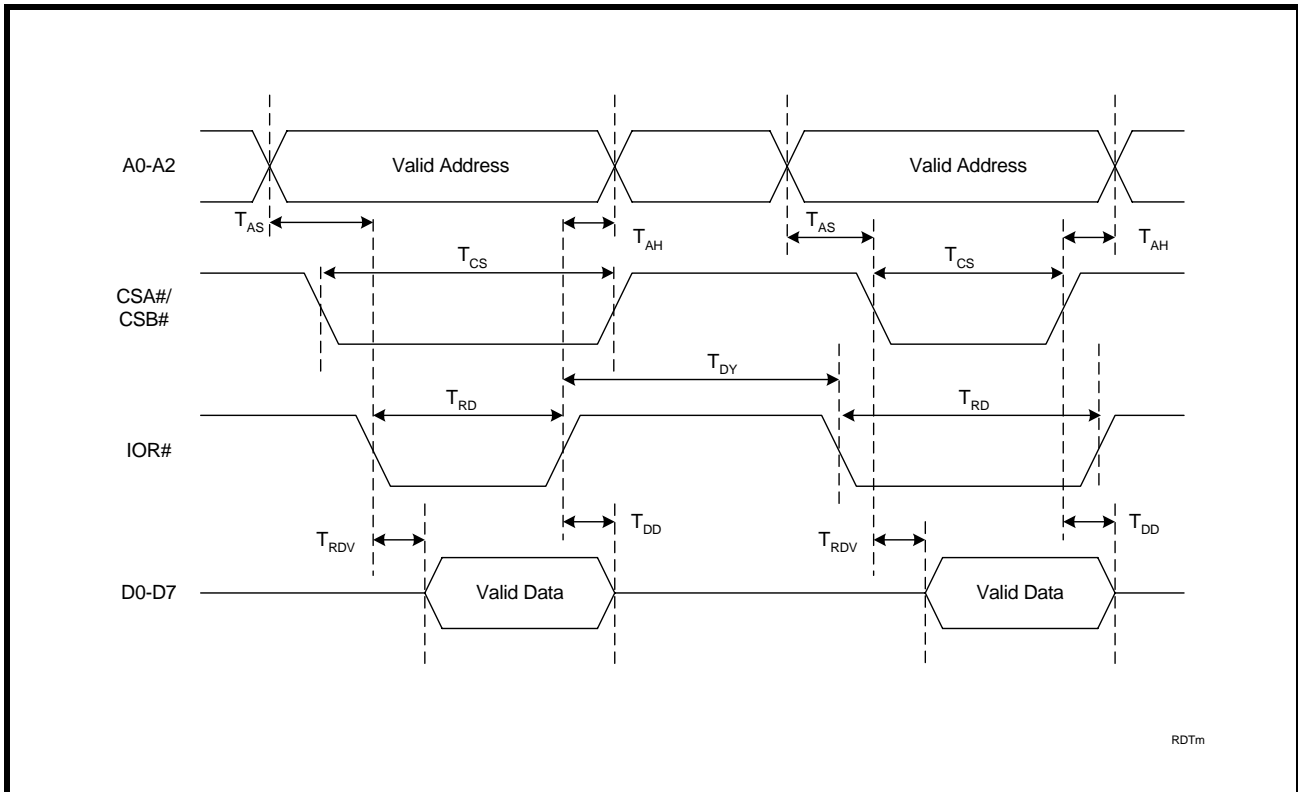 A0-A2
Valid Address
Valid Address
TAS
TAH
TAS
TAH
TCS
TCS
CSA#/
CSB#
TDY
TRD
TRD
IOR#
TRDV
TDD
TRDV
TDD
D0-D7
Valid Data
Valid Data
RDTm